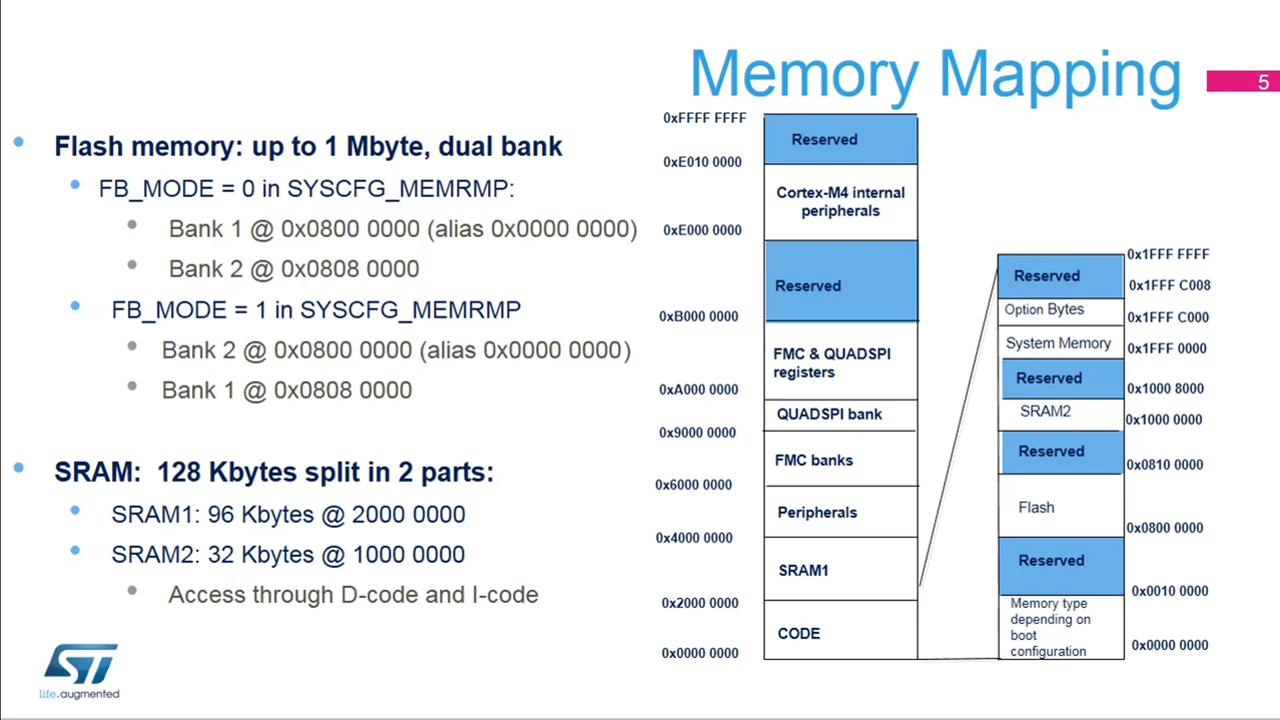 Memory Mapping
5
Flash memory: up to 1 Mbyte, dual bank
FB_MODE = 0 in SYSCFG_MEMRMP:
Bank 1 @ 0x0800 0000 (alias 0x0000 0000)
Bank 2 @ 0x0808 0000
FB_MODE = 1 in SYSCFG_MEMRMP
Bank 2 @ 0x0800 0000 (alias 0x0000 0000)
Bank 1 @ 0x0808 0000
SRAM: 128 Kbytes split in 2 parts:
SRAM1: 96 Kbytes @ 2000 0000
SRAM2: 32 Kbytes @ 1000 0000
Access through D-code and I-code
0xFFFF FFFF
Reserved
0xE010 0000
Cortex-M4 internal
peripherals
0xE000 0000
Reserved
0xB000 0000
FMC & QUADSPI
registers
0xA000 0000
QUADSPI bank
0x9000 0000
FMC banks
0x6000 0000
Peripherals
0x4000 0000
SRAM1
0x2000 0000
CODE
0x0000 0000
0x1FFF FFFF
Reserved
0x1FFF C008
Option Bytes
0x1FFF C000
System Memory
0x1FFF 0000
Reserved
0x1000 8000
SRAM2
0x1000 0000
Reserved
0x0810 0000
Flash
0x0800 0000
Reserved
0x0010 0000
Memory type
depending on
boot
configuration
0x0000 0000
ST
life.augmented